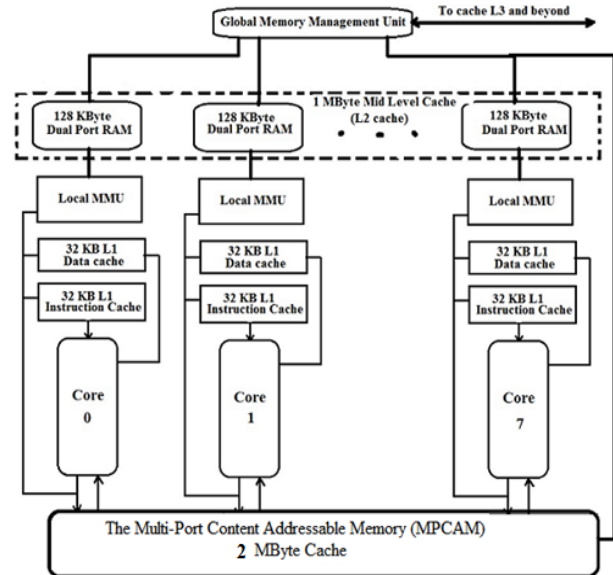 To cache L3 and beyond
Global Memory Management Unit
1 MByte Mid Level Cache
(L2 cache)
128 KByte
Dual Port RAM
128 KByte
Dual Port RAM
128 KByte
Dual Port RAM
Local MMU
Local MMU
Local MMU
32 KB L1
Data cache
32 KB L1
Data cache
32 KB L1
Data cache
32 KB L1
Instruction Cache
32 KB L1
Instruction Cache
32 KB L1
Instruction Cache
Core
0
Core
1
Core
7
The Multi-Port Content Addressable Memory (MPCAM)
2 MByte Cache